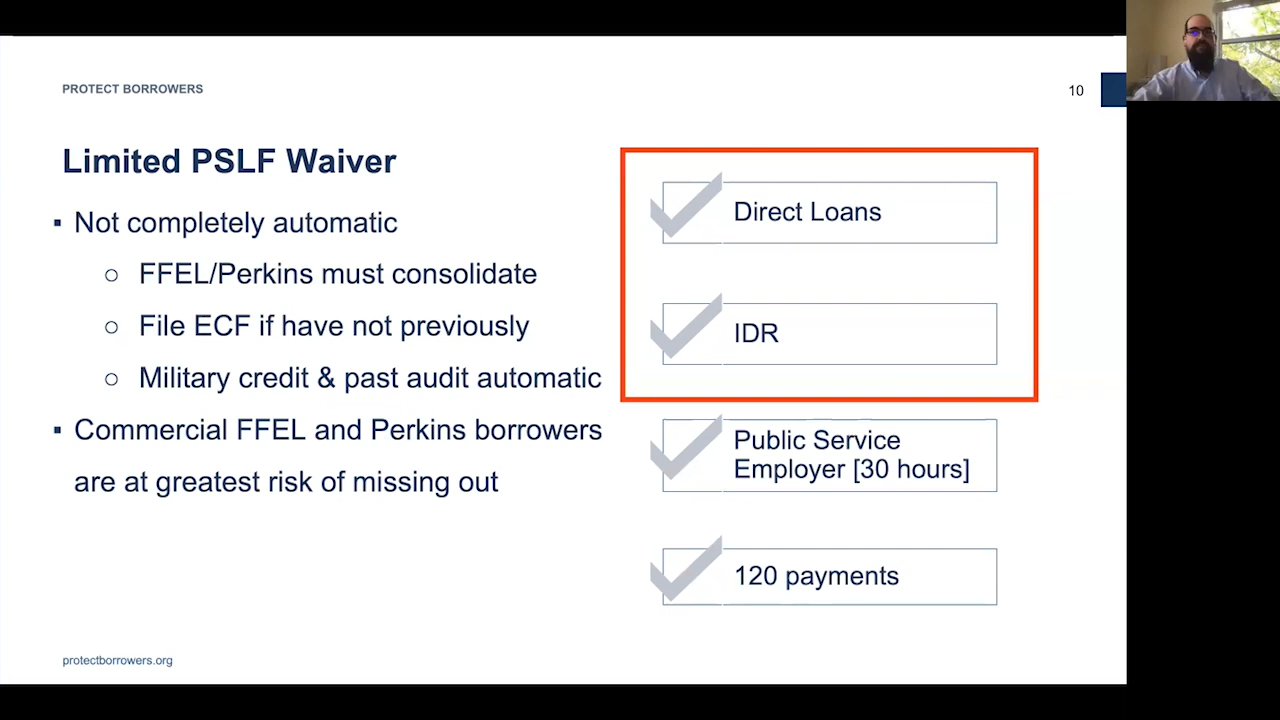 PROTECT BORROWERS
10
Limited PSLF Waiver
▪ Not completely automatic
○ FFEL/Perkins must consolidate
○ File ECF if have not previously
○ Military credit & past audit automatic
▪ Commercial FFEL and Perkins borrowers
are at greatest risk of missing out
Direct Loans
IDR
Public Service
Employer [30 hours]
120 payments
protectborrowers.org